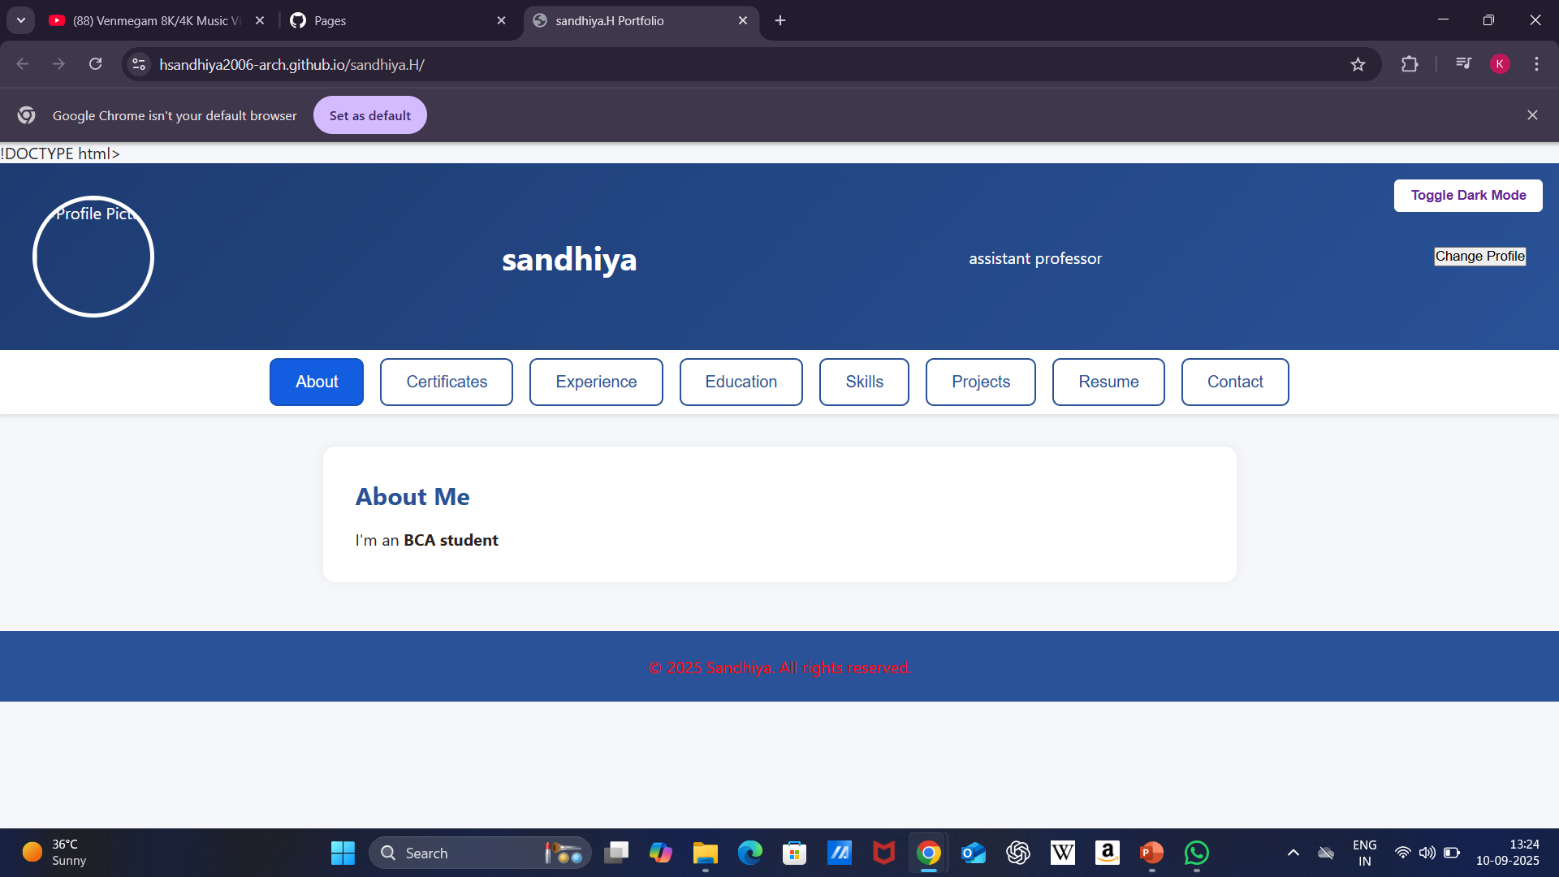 (88) Venmegam 8K/4K Music Vi
Pages
sandhiya.H Portfolio
hsandhiya2006-arch.github.io/sandhiya.H/
K
Google Chrome isn't your default browser
Set as default
!DOCTYPE html>
Toggle Dark Mode
Profile Pictu
sandhiya
assistant professor
Change Profile
About
Certificates
Experience
Education
Skills
Projects
Resume
Contact
About Me
I'm an BCA student
© 2025 Sandhiya. All rights reserved.
36°C
Sunny
Search
W
a
ENG
IN
13:24
10-09-2025